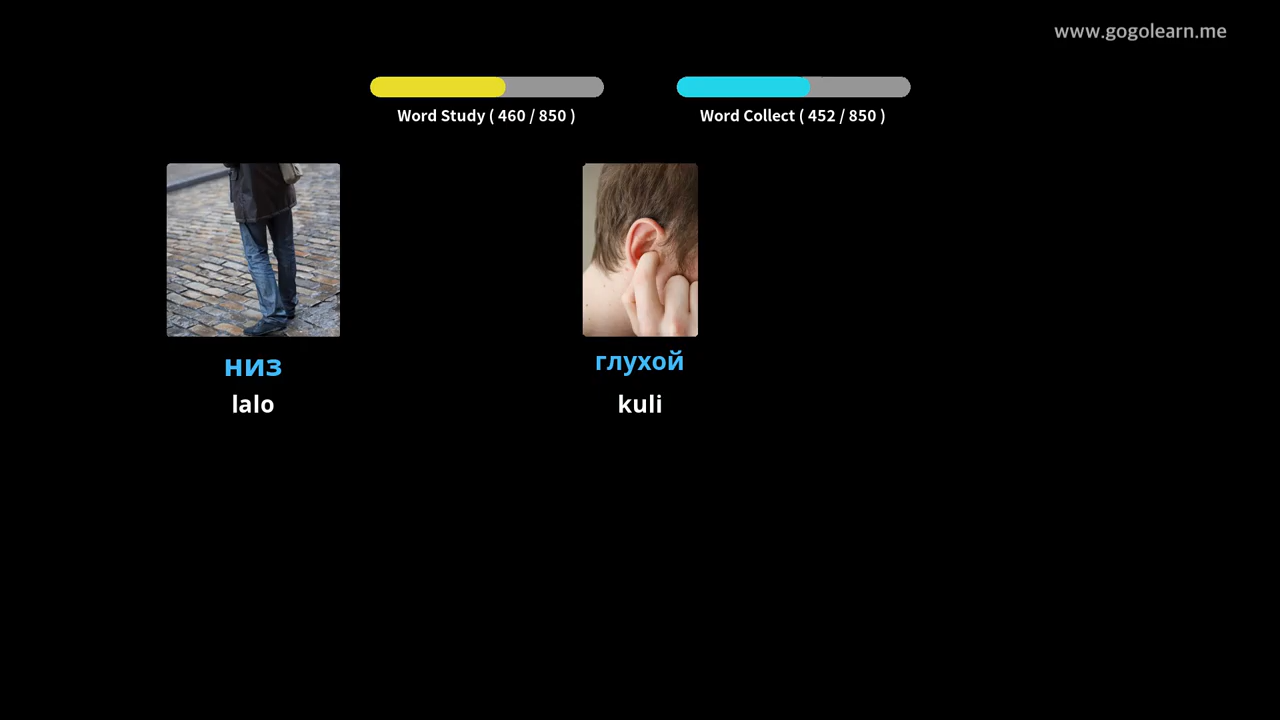 www.gogolearn.me
Word Study ( 460 / 850 )
Word Collect ( 452 / 850 )
низ
lalo
глухой
kuli